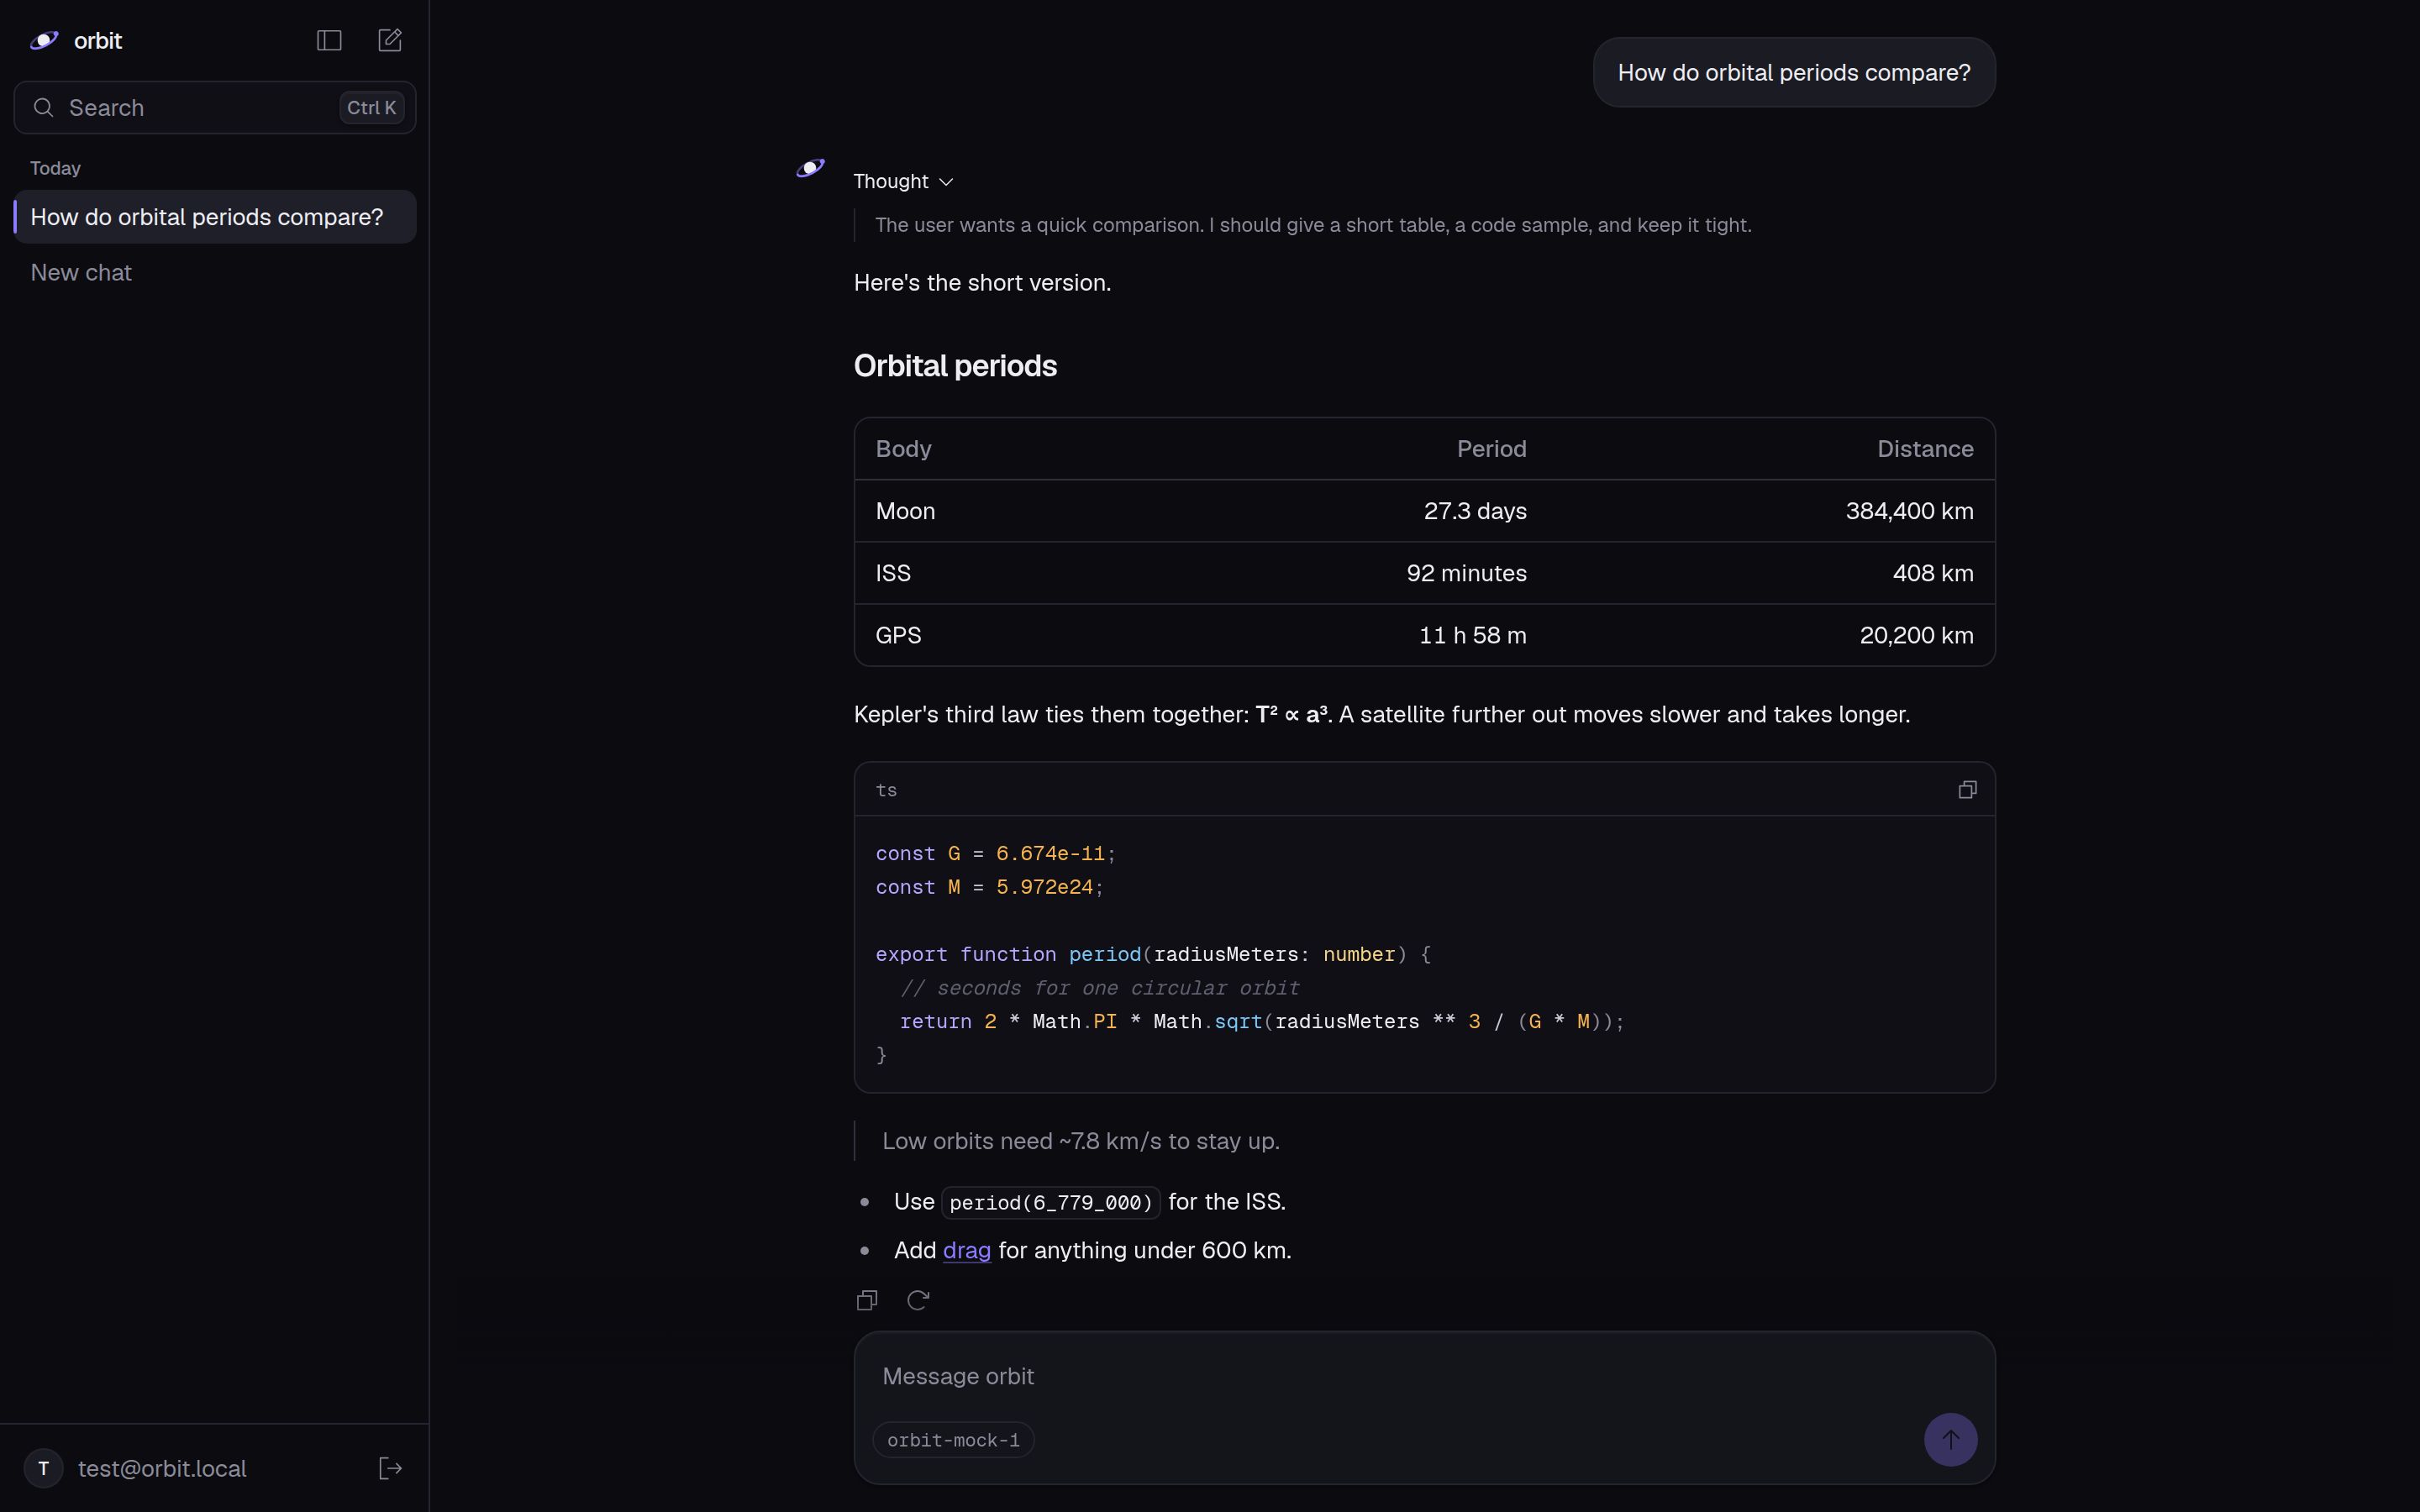 orbit
Search
Ctrl K
Today
How do orbital periods compare?
New chat
test@orbit.local
T
How do orbital periods compare?
Thought
The user wants a quick comparison. I should give a short table, a code sample, and keep it tight.
Here's the short version.
Orbital periods
Body Period Distance
Moon 27.3 days 384,400 km
ISS 92 minutes 408 km
GPS 11 h 58 m 20,200 km
Kepler's third law ties them together: T² ∝ a³. A satellite further out moves slower and takes longer.
ts
const G = 6.674e-11;
const M = 5.972e24;
export function period(radiusMeters: number) {
  // seconds for one circular orbit
  return 2 * Math.PI * Math.sqrt(radiusMeters ** 3 / (G * M));
}
Low orbits need ~7.8 km/s to stay up.
• Use period(6_779_000) for the ISS.
• Add drag for anything under 600 km.
Message orbit
orbit-mock-1